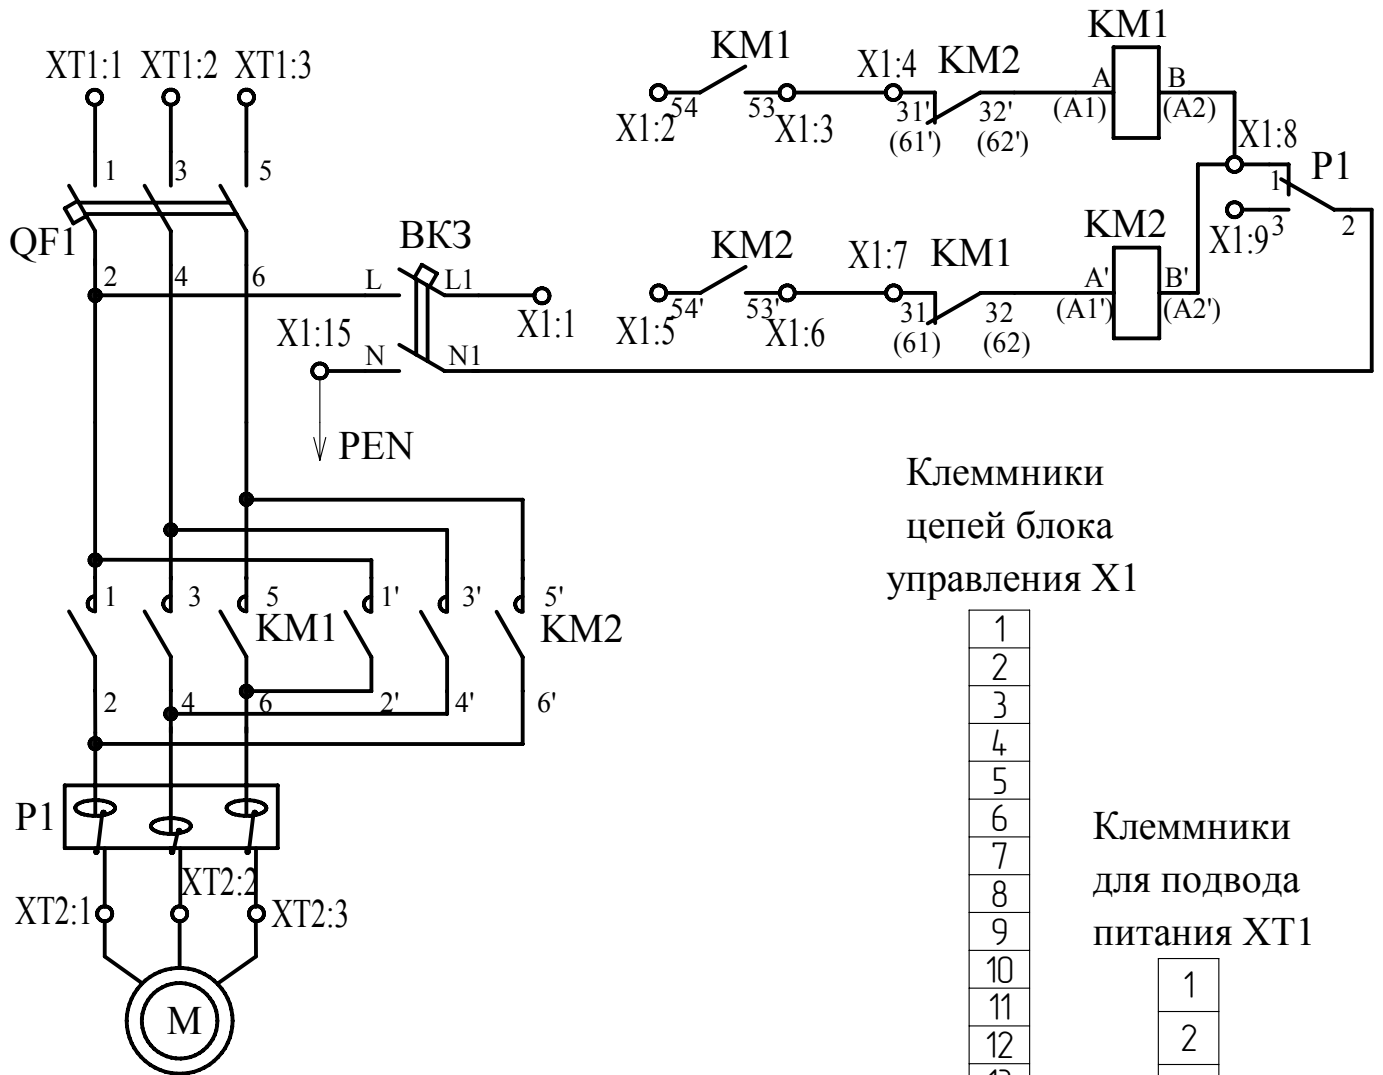 XT1:1 XT1:2 XT1:3
1 3 5
QF1
2 4 6
ВКЗ
L L1
X1:1
X1:15
N N1
PEN
KM1
X1:2 54 53 X1:3
X1:4 KM2
31' 32'
(61') (62')
KM1
A B
(A1) (A2)
X1:8
P1
1
3 2
X1:9
KM2
X1:5 54' 53' X1:6
X1:7 KM1
31 32
(61) (62)
KM2
A' B'
(A1') (A2')
1 3 5 1' 3' 5'
KM1 KM2
2 4 6 2' 4' 6'
P1
XT2:1 XT2:2 XT2:3
M
Клеммники
цепей блока
управления X1
1
2
3
4
5
6
7
8
9
10
11
12
Клеммники
для подвода
питания XT1
1
2